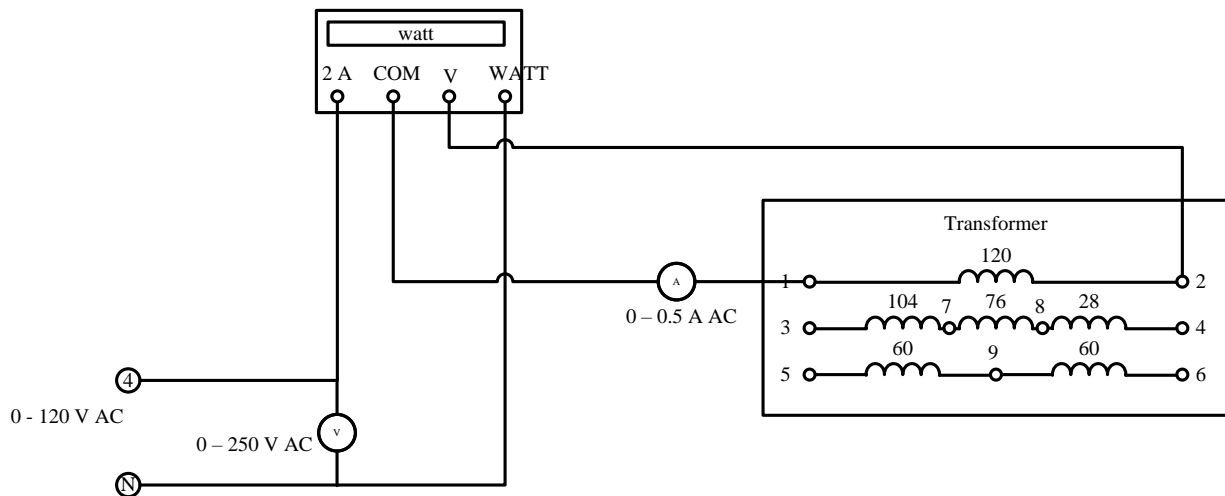 watt
2 A COM V WATT
Transformer
120
1 A 2
0 – 0.5 A AC
104 7 76 8 28
3 4
60 9 60
5 6
4
0 - 120 V AC
V
0 – 250 V AC
N